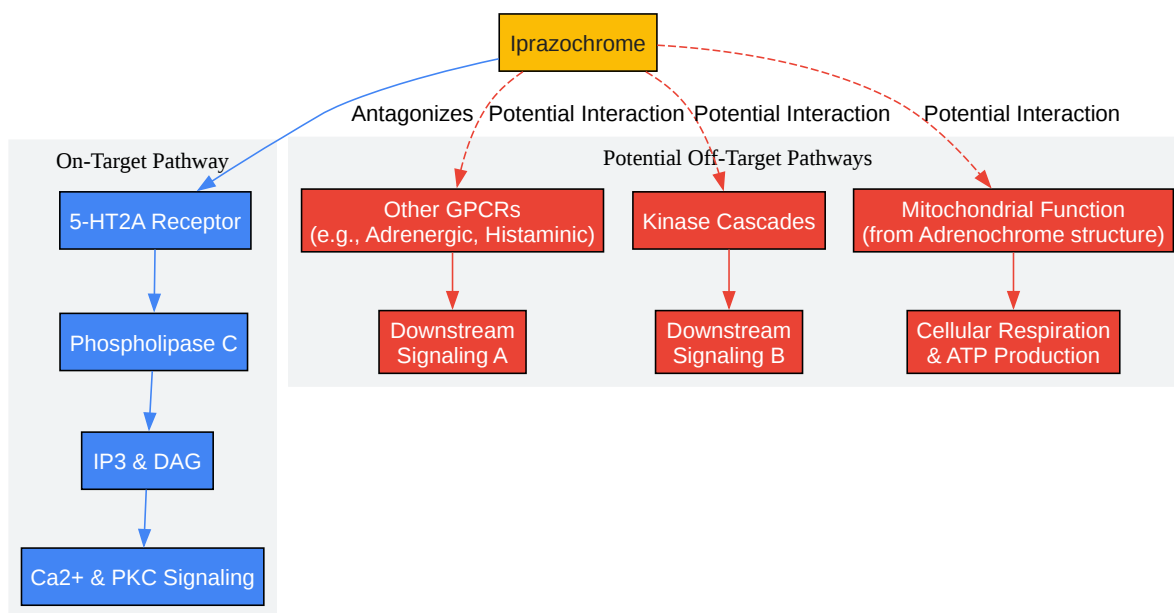 Iprazochrome
Antagonizes
Potential Interaction
Potential Interaction
Potential Interaction
On-Target Pathway
Potential Off-Target Pathways
5-HT2A Receptor
Other GPCRs
(e.g., Adrenergic, Histaminic)
Kinase Cascades
Mitochondrial Function
(from Adrenochrome structure)
Phospholipase C
Downstream
Signaling A
Downstream
Signaling B
Cellular Respiration
& ATP Production
IP3 & DAG
Ca2+ & PKC Signaling